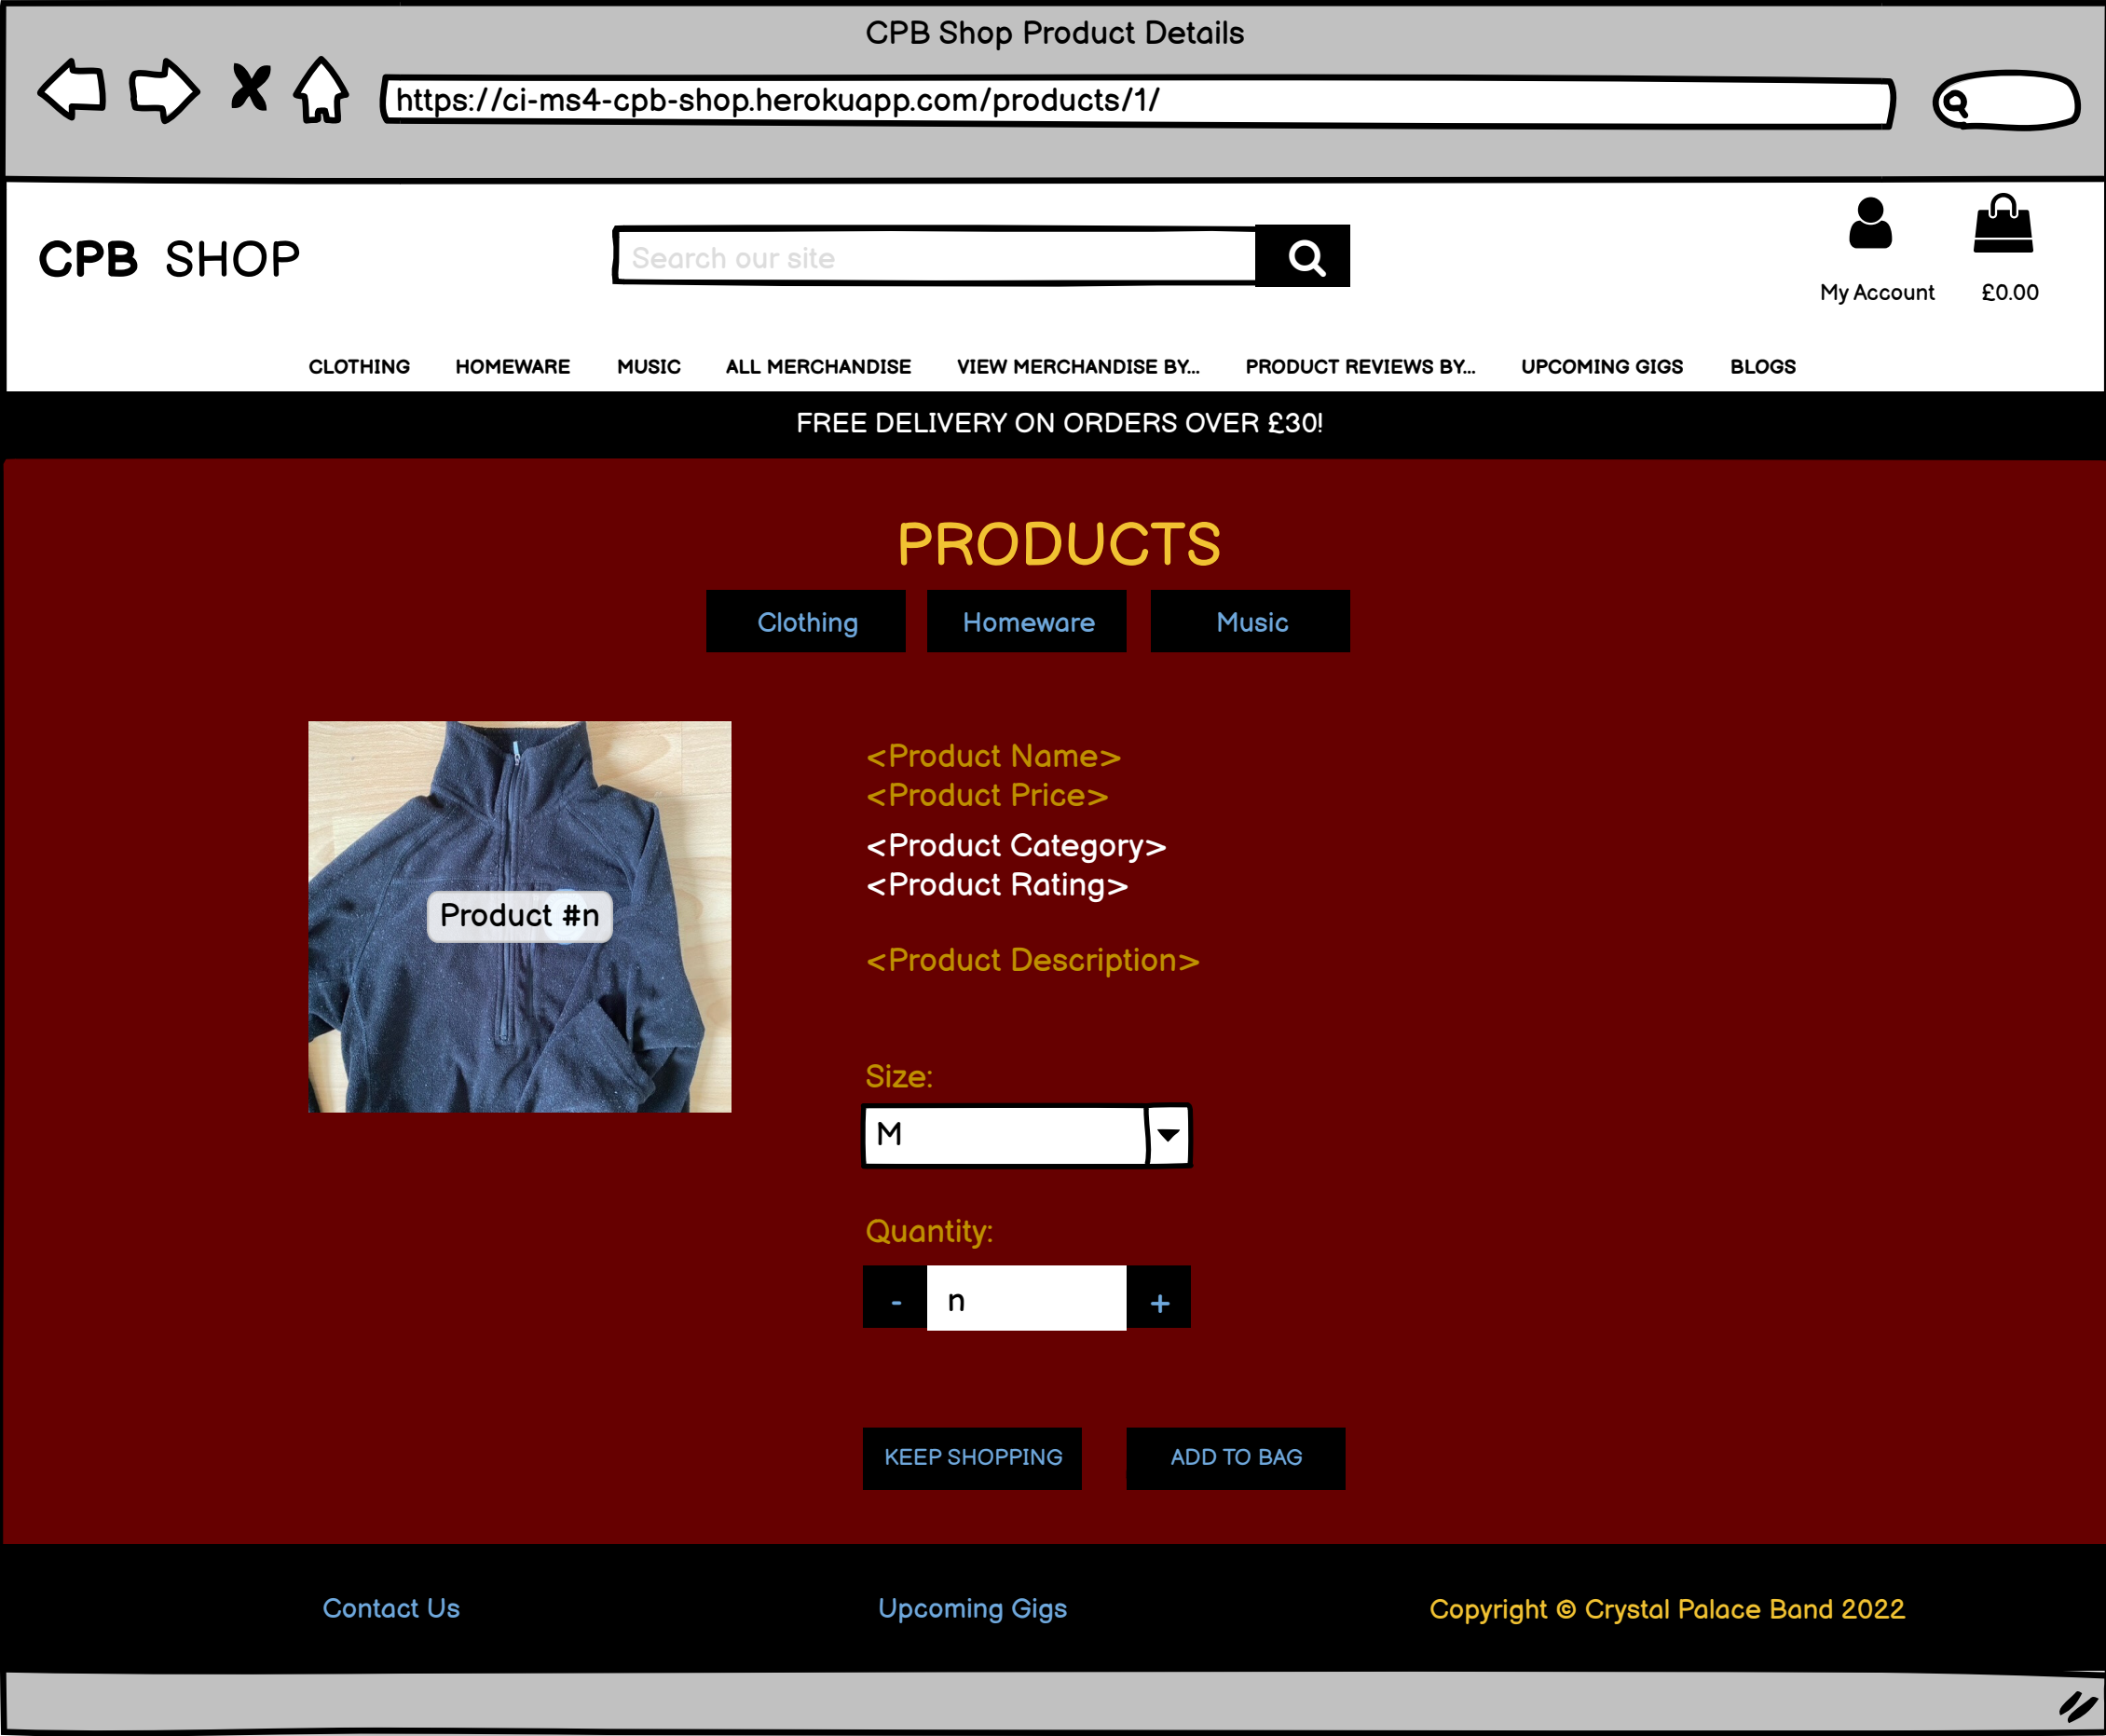 CPB Shop Product Details
https://ci-ms4-cpb-shop.herokuapp.com/products/1/
CPB SHOP
Search our site
My Account
£0.00
CLOTHING HOMEWARE MUSIC ALL MERCHANDISE VIEW MERCHANDISE BY... PRODUCT REVIEWS BY... UPCOMING GIGS BLOGS
FREE DELIVERY ON ORDERS OVER £30!
PRODUCTS
Clothing Homeware Music
Product #n
<Product Name>
<Product Price>
<Product Category>
<Product Rating>
<Product Description>
Size:
M
Quantity:
- n +
KEEP SHOPPING ADD TO BAG
Contact Us Upcoming Gigs Copyright © Crystal Palace Band 2022